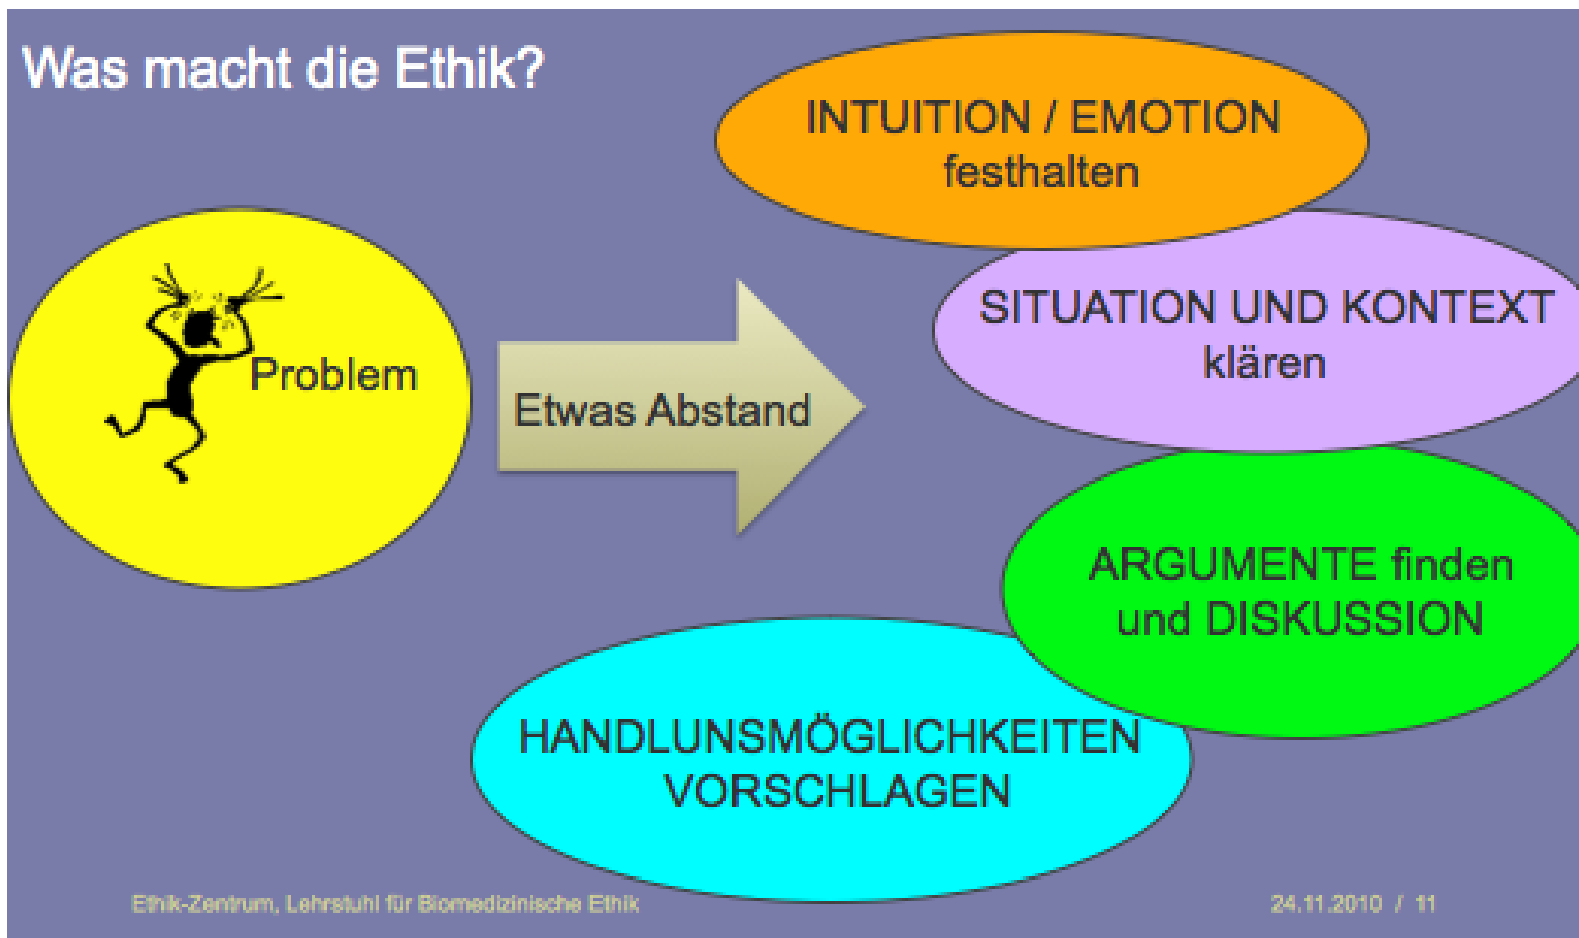 Was macht die Ethik?
INTUITION / EMOTION
festhalten
SITUATION UND KONTEXT
klären
Problem
Etwas Abstand
ARGUMENTE finden
und DISKUSSION
HANDLUNSMÖGLICHKEITEN
VORSCHLAGEN
Ethik-Zentrum, Lehrstuhl für Biomedizinische Ethik
24.11.2010 / 11